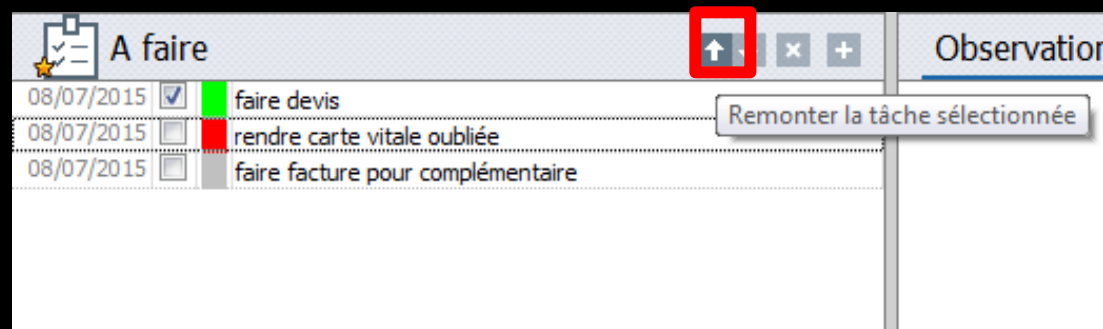 A faire
Observation
08/07/2015 faire devis
Remonter la tâche sélectionnée
08/07/2015 rendre carte vitale oubliée
08/07/2015 faire facture pour complémentaire